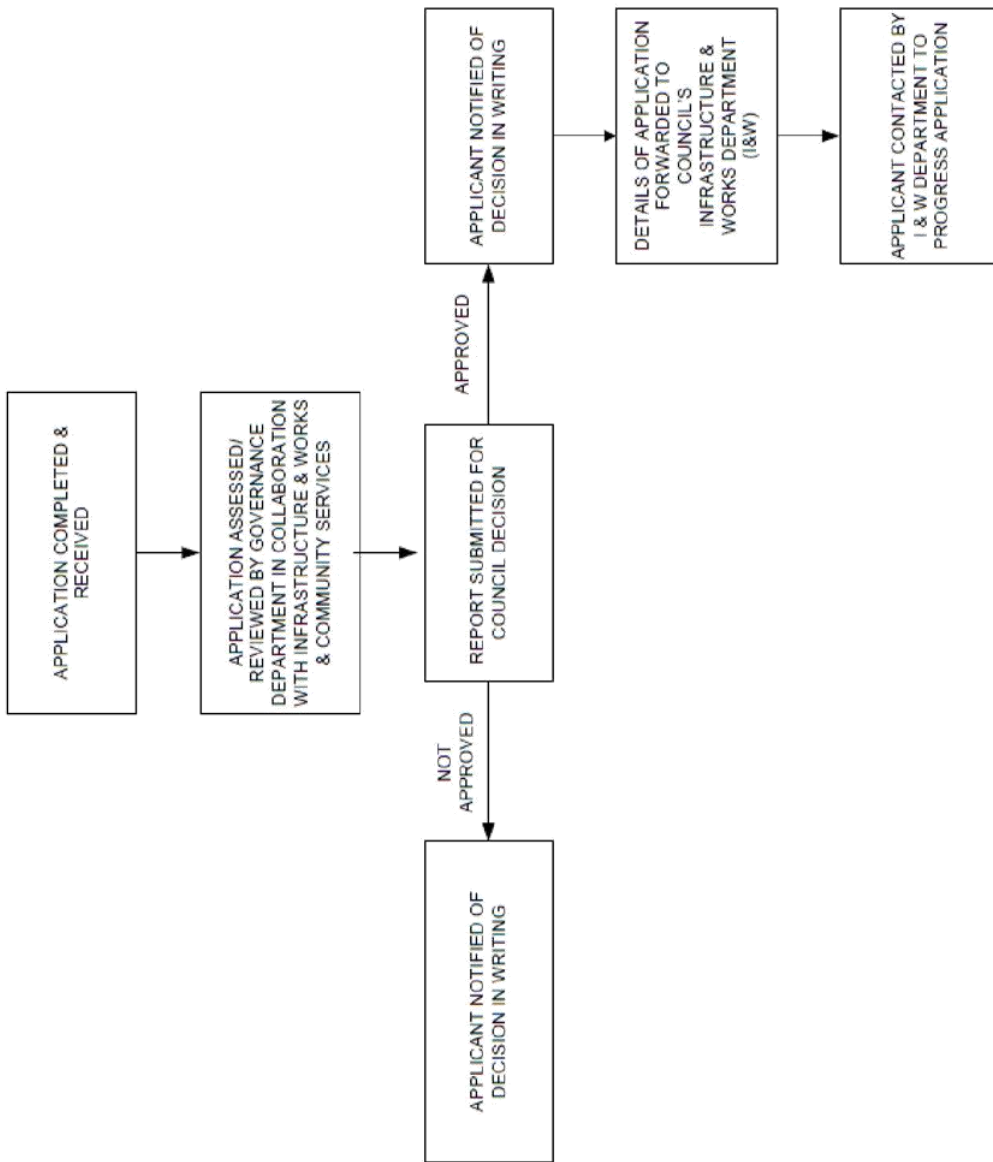 APPLICATION COMPLETED &
RECEIVED
APPLICATION ASSESSED/
REVIEWED BY GOVERNANCE
DEPARTMENT IN COLLABORATION
WITH INFRASTRUCTURE & WORKS
& COMMUNITY SERVICES
REPORT SUBMITTED FOR
COUNCIL DECISION
NOT
APPROVED
APPLICANT NOTIFIED OF
DECISION IN WRITING
APPROVED
APPLICANT NOTIFIED OF
DECISION IN WRITING
DETAILS OF APPLICATION
FORWARDED TO
COUNCIL'S
INFRASTRUCTURE &
WORKS DEPARTMENT
(I&W)
APPLICANT CONTACTED BY
I & W DEPARTMENT TO
PROGRESS APPLICATION